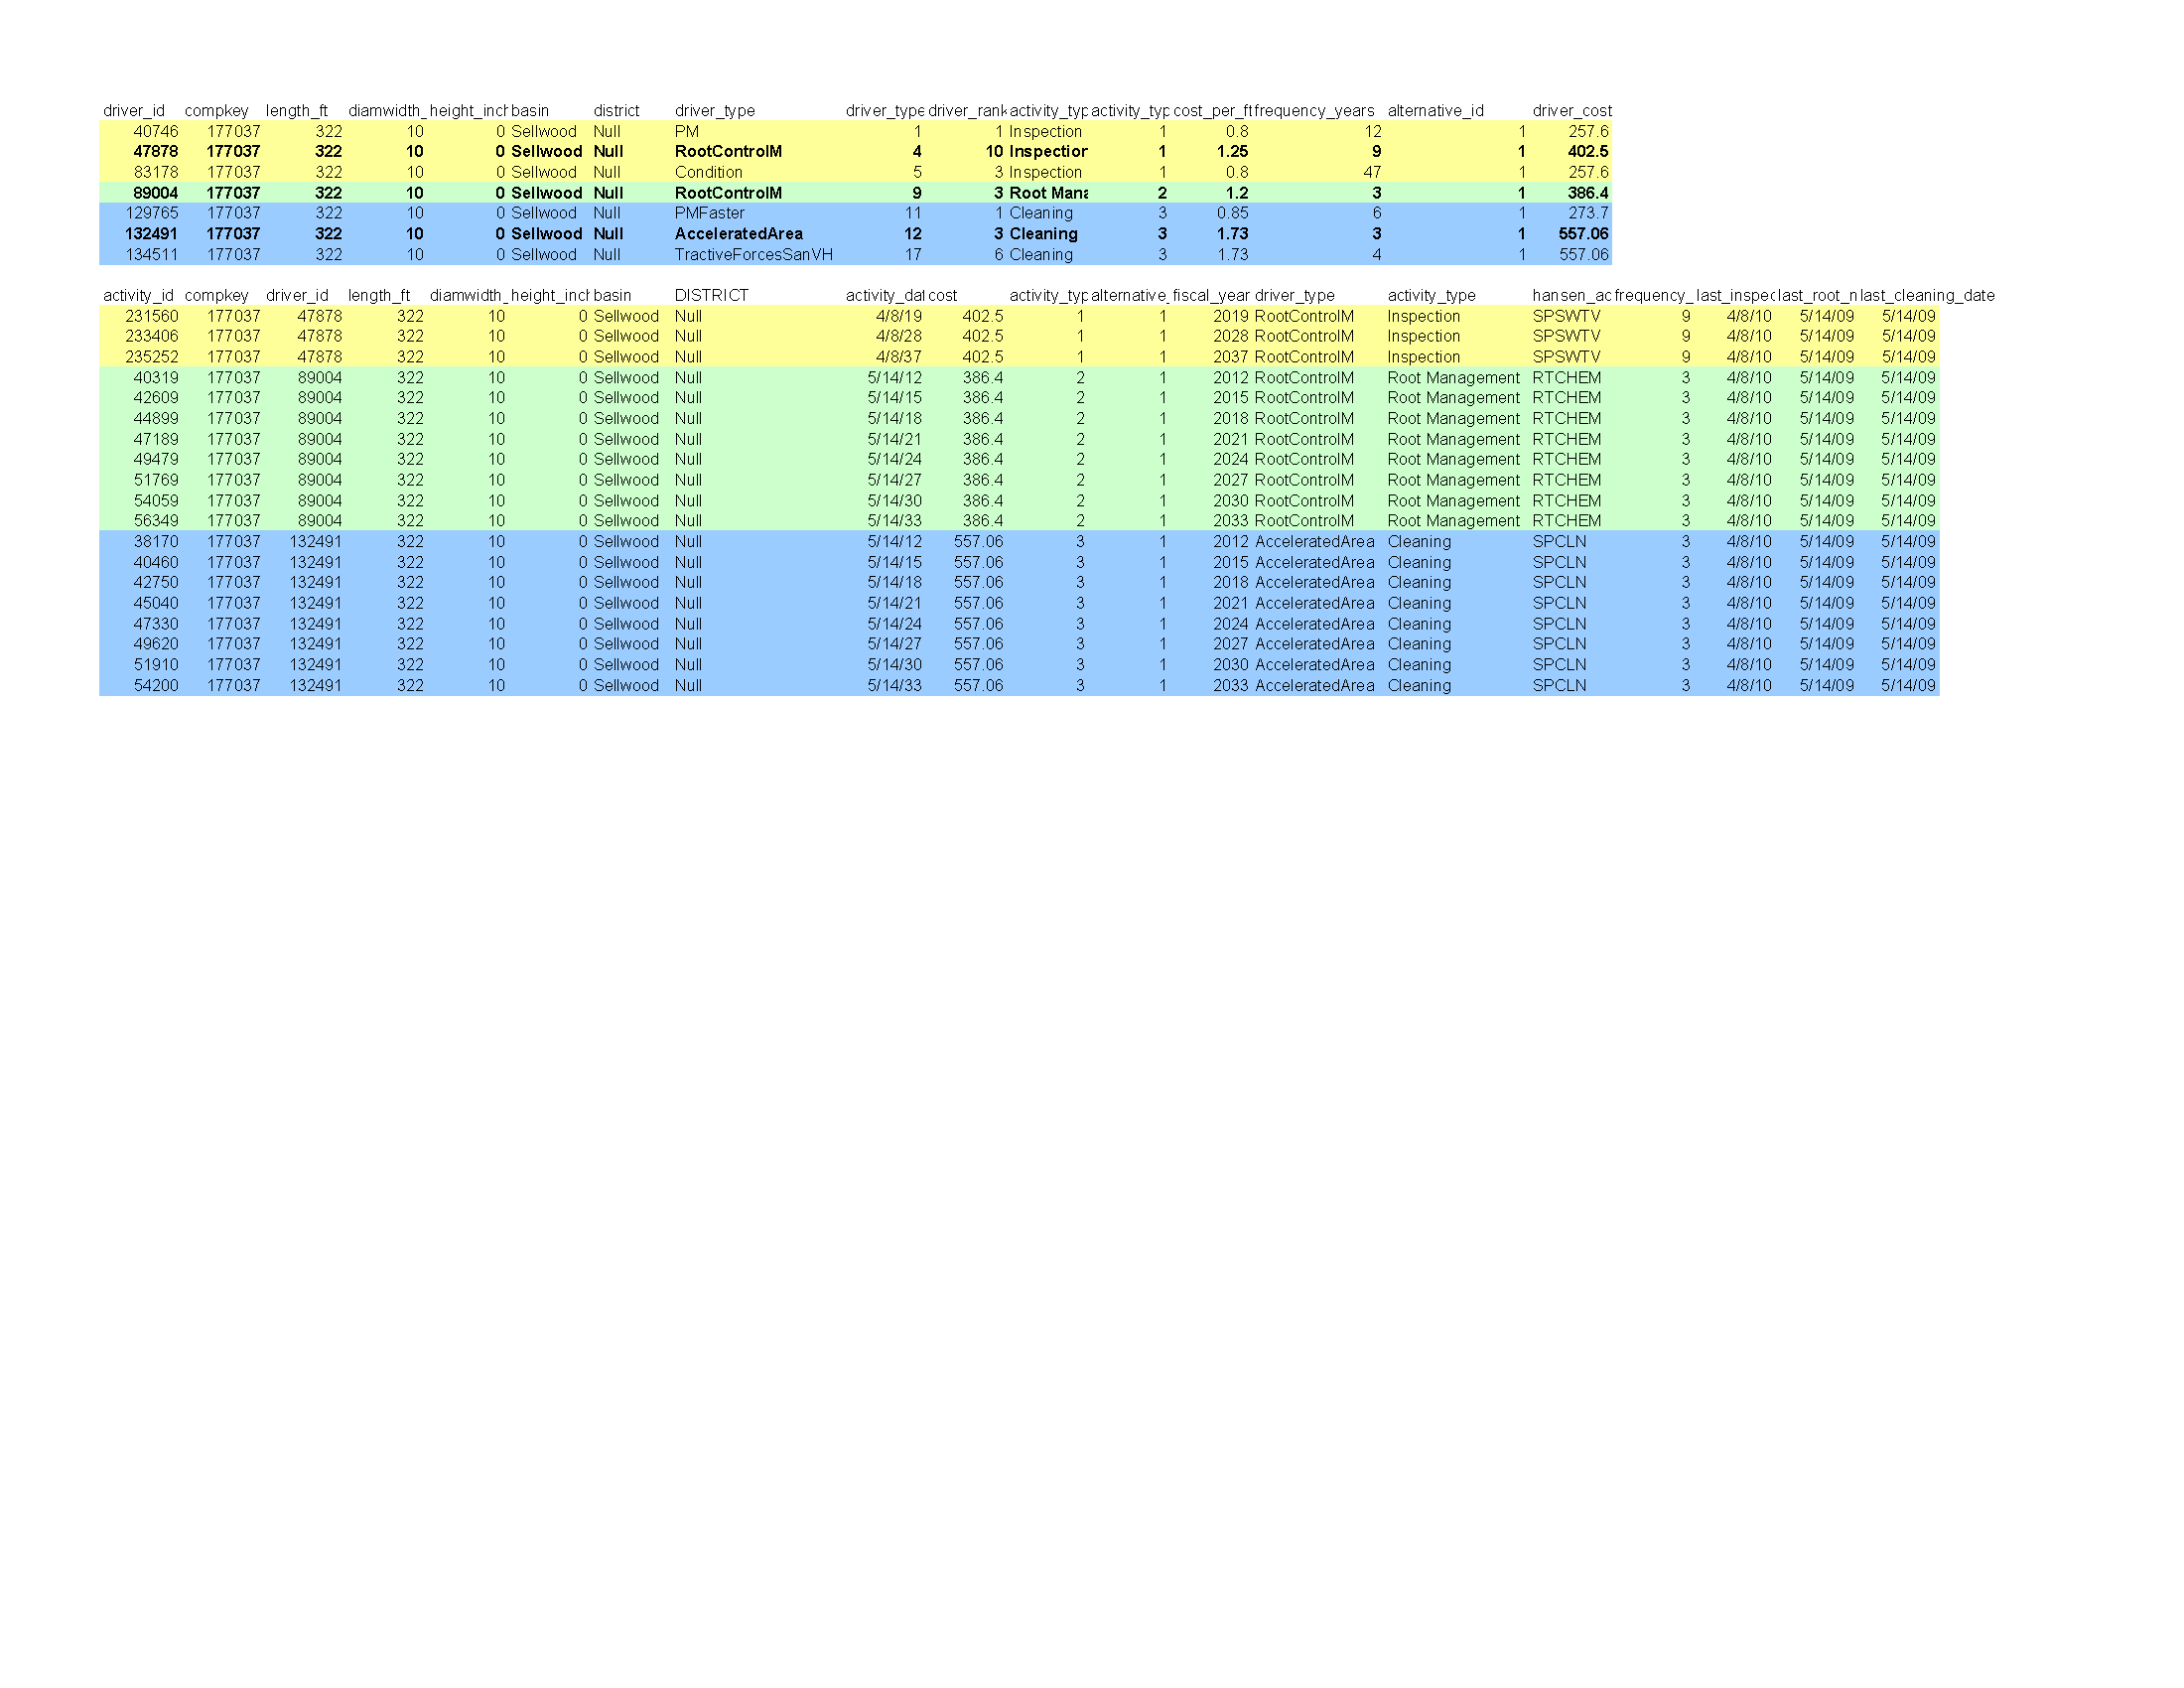 driver_id compkey length_ft diamwidth_ height_incl basin district driver_type driver_type driver_rank activity_typ activity_typ cost_per_ft frequency_years alternative_id driver_cost
40746 177037 322 10 0 Sellwood Null PM 1 1 Inspection 1 0.8 12 1 257.6
47878 177037 322 10 0 Sellwood Null RootControlM 4 10 Inspection 1 1.25 9 1 402.5
83178 177037 322 10 0 Sellwood Null Condition 5 3 Inspection 1 0.8 47 1 257.6
89004 177037 322 10 0 Sellwood Null RootControlM 9 3 Root Mana 2 1.2 3 1 386.4
129765 177037 322 10 0 Sellwood Null PMFaster 11 1 Cleaning 3 0.85 6 1 273.7
132491 177037 322 10 0 Sellwood Null AcceleratedArea 12 3 Cleaning 3 1.73 3 1 557.06
134511 177037 322 10 0 Sellwood Null TractiveForcesSanVH 17 6 Cleaning 3 1.73 4 1 557.06
activity_id compkey driver_id length_ft diamwidth_ height_incl basin DISTRICT activity_dat cost activity_typ alternative_ fiscal_year driver_type activity_type hansen_ac frequency_ last_inspec last_root_n last_cleaning_date
231560 177037 47878 322 10 0 Sellwood Null 4/8/19 402.5 1 1 2019 RootControlM Inspection SPSWTV 9 4/8/10 5/14/09 5/14/09
233406 177037 47878 322 10 0 Sellwood Null 4/8/28 402.5 1 1 2028 RootControlM Inspection SPSWTV 9 4/8/10 5/14/09 5/14/09
235252 177037 47878 322 10 0 Sellwood Null 4/8/37 402.5 1 1 2037 RootControlM Inspection SPSWTV 9 4/8/10 5/14/09 5/14/09
40319 177037 89004 322 10 0 Sellwood Null 5/14/12 386.4 2 1 2012 RootControlM Root Management RTCHEM 3 4/8/10 5/14/09 5/14/09
42609 177037 89004 322 10 0 Sellwood Null 5/14/15 386.4 2 1 2015 RootControlM Root Management RTCHEM 3 4/8/10 5/14/09 5/14/09
44899 177037 89004 322 10 0 Sellwood Null 5/14/18 386.4 2 1 2018 RootControlM Root Management RTCHEM 3 4/8/10 5/14/09 5/14/09
47189 177037 89004 322 10 0 Sellwood Null 5/14/21 386.4 2 1 2021 RootControlM Root Management RTCHEM 3 4/8/10 5/14/09 5/14/09
49479 177037 89004 322 10 0 Sellwood Null 5/14/24 386.4 2 1 2024 RootControlM Root Management RTCHEM 3 4/8/10 5/14/09 5/14/09
51769 177037 89004 322 10 0 Sellwood Null 5/14/27 386.4 2 1 2027 RootControlM Root Management RTCHEM 3 4/8/10 5/14/09 5/14/09
54059 177037 89004 322 10 0 Sellwood Null 5/14/30 386.4 2 1 2030 RootControlM Root Management RTCHEM 3 4/8/10 5/14/09 5/14/09
56349 177037 89004 322 10 0 Sellwood Null 5/14/33 386.4 2 1 2033 RootControlM Root Management RTCHEM 3 4/8/10 5/14/09 5/14/09
38170 177037 132491 322 10 0 Sellwood Null 5/14/12 557.06 3 1 2012 AcceleratedArea Cleaning SPCLN 3 4/8/10 5/14/09 5/14/09
40460 177037 132491 322 10 0 Sellwood Null 5/14/15 557.06 3 1 2015 AcceleratedArea Cleaning SPCLN 3 4/8/10 5/14/09 5/14/09
42750 177037 132491 322 10 0 Sellwood Null 5/14/18 557.06 3 1 2018 AcceleratedArea Cleaning SPCLN 3 4/8/10 5/14/09 5/14/09
45040 177037 132491 322 10 0 Sellwood Null 5/14/21 557.06 3 1 2021 AcceleratedArea Cleaning SPCLN 3 4/8/10 5/14/09 5/14/09
47330 177037 132491 322 10 0 Sellwood Null 5/14/24 557.06 3 1 2024 AcceleratedArea Cleaning SPCLN 3 4/8/10 5/14/09 5/14/09
49620 177037 132491 322 10 0 Sellwood Null 5/14/27 557.06 3 1 2027 AcceleratedArea Cleaning SPCLN 3 4/8/10 5/14/09 5/14/09
51910 177037 132491 322 10 0 Sellwood Null 5/14/30 557.06 3 1 2030 AcceleratedArea Cleaning SPCLN 3 4/8/10 5/14/09 5/14/09
54200 177037 132491 322 10 0 Sellwood Null 5/14/33 557.06 3 1 2033 AcceleratedArea Cleaning SPCLN 3 4/8/10 5/14/09 5/14/09